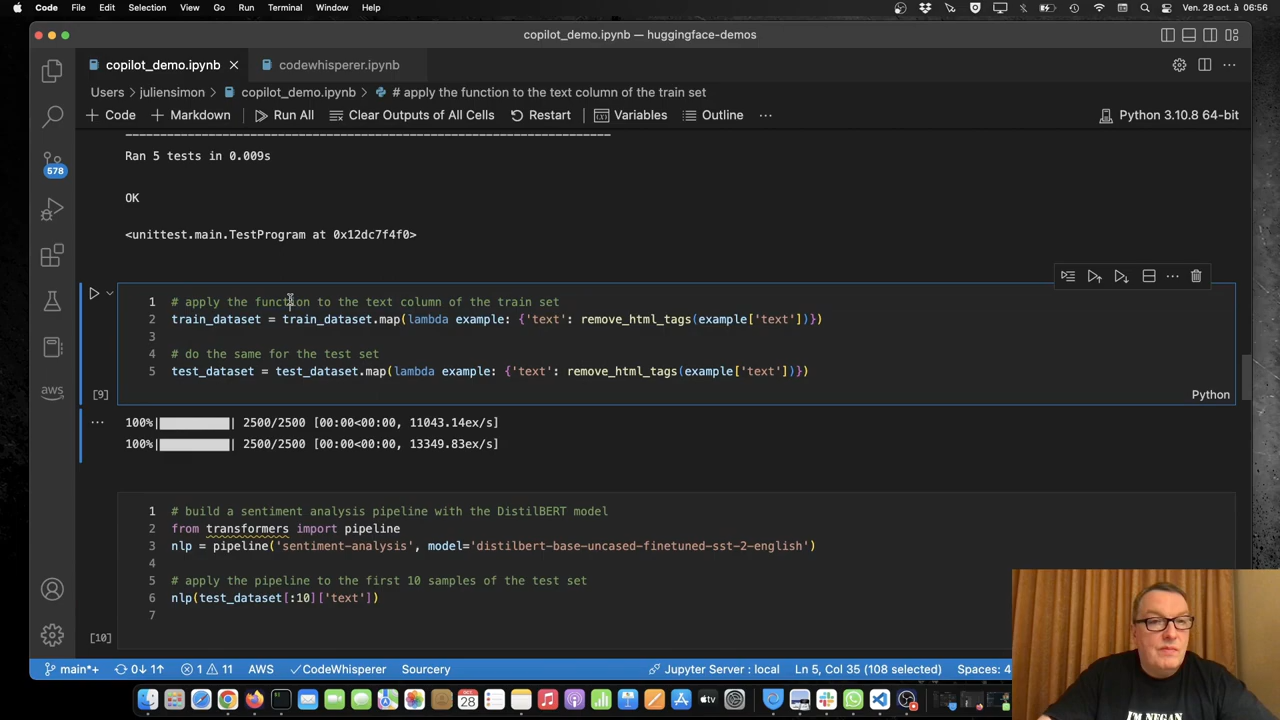 Code File Edit Selection View Go Run Terminal Window Help Ven. 28 oct. à 06:56
copilot_demo.ipynb — huggingface-demos
copilot_demo.ipynb codewhisperer.ipynb
Users > juliensimon > copilot_demo.ipynb > # apply the function to the text column of the train set
+ Code + Markdown Run All Clear Outputs of All Cells Restart Variables Outline ... Python 3.10.8 64-bit
Ran 5 tests in 0.009s
OK
<unittest.main.TestProgram at 0x12dc7f4f0>
1 # apply the function to the text column of the train set
2 train_dataset = train_dataset.map(lambda example: {'text': remove_html_tags(example['text'])})
3
4 # do the same for the test set
5 test_dataset = test_dataset.map(lambda example: {'text': remove_html_tags(example['text'])})
[9] Python
100%| | 2500/2500 [00:00<00:00, 11043.14ex/s]
100%| | 2500/2500 [00:00<00:00, 13349.83ex/s]
1 # build a sentiment analysis pipeline with the DistilBERT model
2 from transformers import pipeline
3 nlp = pipeline('sentiment-analysis', model='distilbert-base-uncased-finetuned-sst-2-english')
4
5 # apply the pipeline to the first 10 samples of the test set
6 nlp(test_dataset[:10]['text'])
7
[10]
578
aws
main*+ 0↓ 1↑ 1 11 AWS CodeWhisperer Sourcery Jupyter Server : local Ln 5, Col 35 (108 selected) Spaces: 4
OCT
28
tv
I'M NEGAN